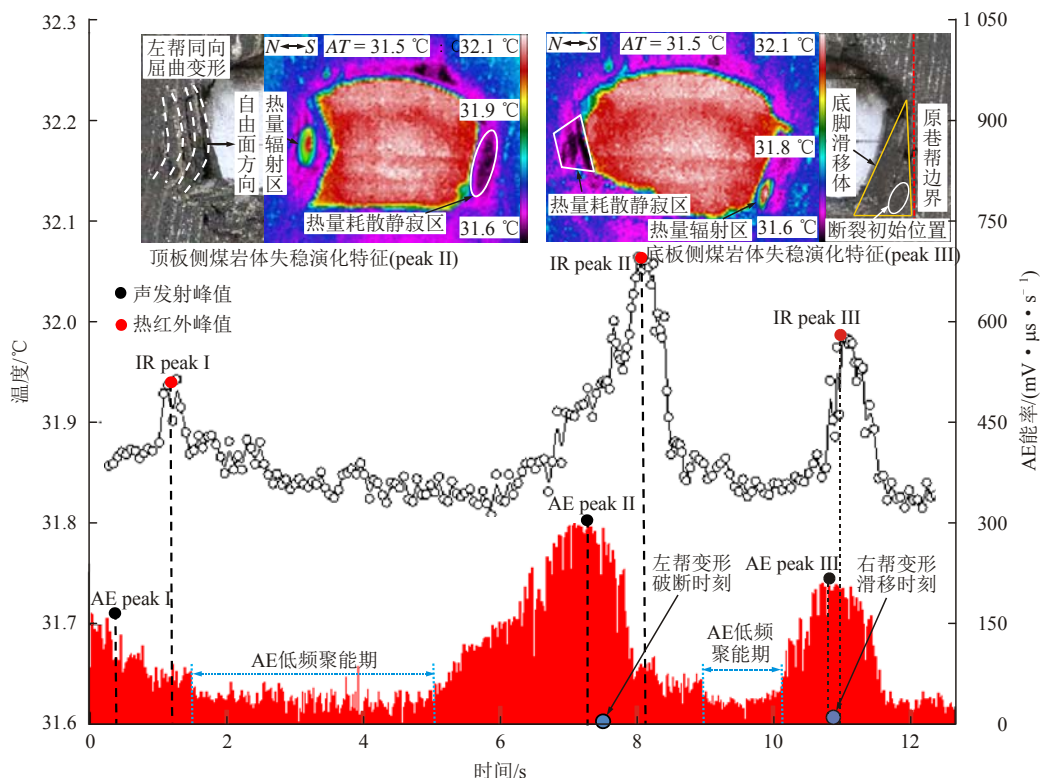 32.3
32.2
32.1
32.0
31.9
31.8
31.7
31.6
温度/℃
1 050
900
750
600
450
300
150
0
AE能率/(mV·μs·s⁻¹)
左帮同向
屈曲变形
自由面方向
热量辐射区
N↔S
AT = 31.5 ℃
32.1 ℃
31.9 ℃
31.6 ℃
热量耗散静寂区
顶板侧煤岩体失稳演化特征(peak II)
N↔S
AT = 31.5 ℃
32.1 ℃
31.8 ℃
31.6 ℃
热量耗散静寂区
热量辐射区
底脚滑移体
原巷帮边界
断裂初始位置
底板侧煤岩体失稳演化特征(peak III)
声发射峰值
热红外峰值
IR peak I
IR peak II
IR peak III
AE peak I
AE peak II
AE peak III
左帮变形
破断时刻
右帮变形
滑移时刻
AE低频聚能期
AE低频
聚能期
0
2
4
6
8
10
12
时间/s